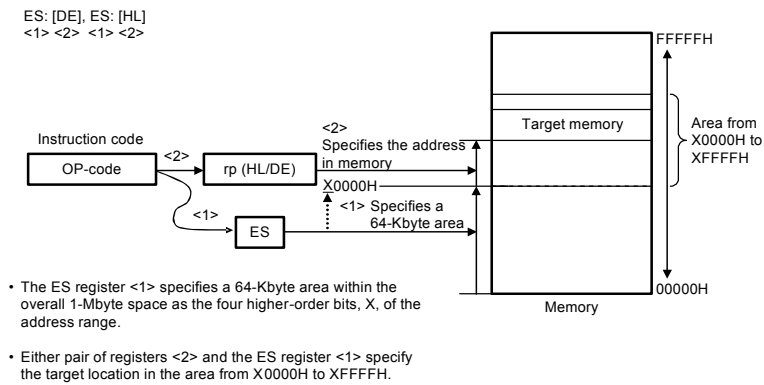 ES: [DE], ES: [HL]
<1> <2> <1> <2>
FFFFFH
Target memory
Area from
X0000H to
XFFFFH
<2>
Specifies the address
in memory
Instruction code
<2>
OP-code
rp (HL/DE)
X0000H
<1> Specifies a
64-Kbyte area
<1>
ES
00000H
Memory
• The ES register <1> specifies a 64-Kbyte area within the
overall 1-Mbyte space as the four higher-order bits, X, of the
address range.
• Either pair of registers <2> and the ES register <1> specify
the target location in the area from X0000H to XFFFFH.